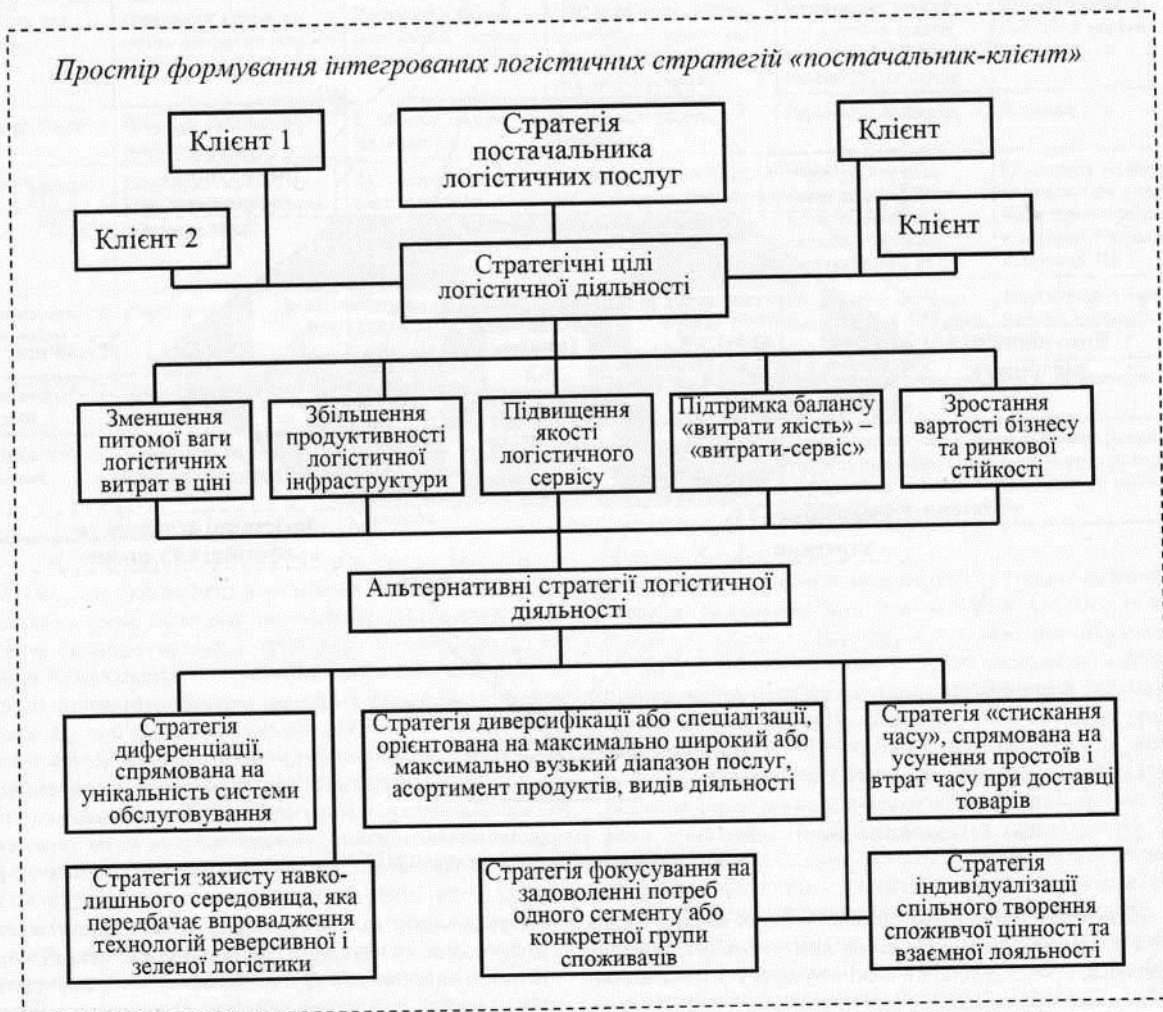 Простір формування інтегрованих логістичних стратегій «постачальник-клієнт»
Клієнт 1
Стратегія
постачальника
логістичних послуг
Клієнт
Клієнт 2
Клієнт
Стратегічні цілі
логістичної діяльності
Зменшення
питомої ваги
логістичних
витрат в ціні
Збільшення
продуктивності
логістичної
інфраструктури
Підвищення
якості
логістичного
сервісу
Підтримка балансу
«витрати якість» –
«витрати-сервіс»
Зростання
вартості бізнесу
та ринкової
стійкості
Альтернативні стратегії логістичної
діяльності
Стратегія
диференціації,
спрямована на
унікальність системи
обслуговування
Стратегія диверсифікації або спеціалізації,
орієнтована на максимально широкий або
максимально вузький діапазон послуг,
асортимент продуктів, видів діяльності
Стратегія «стискання
часу», спрямована на
усунення простоїв і
втрат часу при доставці
товарів
Стратегія захисту навко-
лишнього середовища, яка
передбачає впровадження
технологій реверсивної і
зеленої логістики
Стратегія фокусування на
задоволенні потреб
одного сегменту або
конкретної групи
споживачів
Стратегія
індивідуалізації
спільного творення
споживчої цінності та
взаємної лояльності